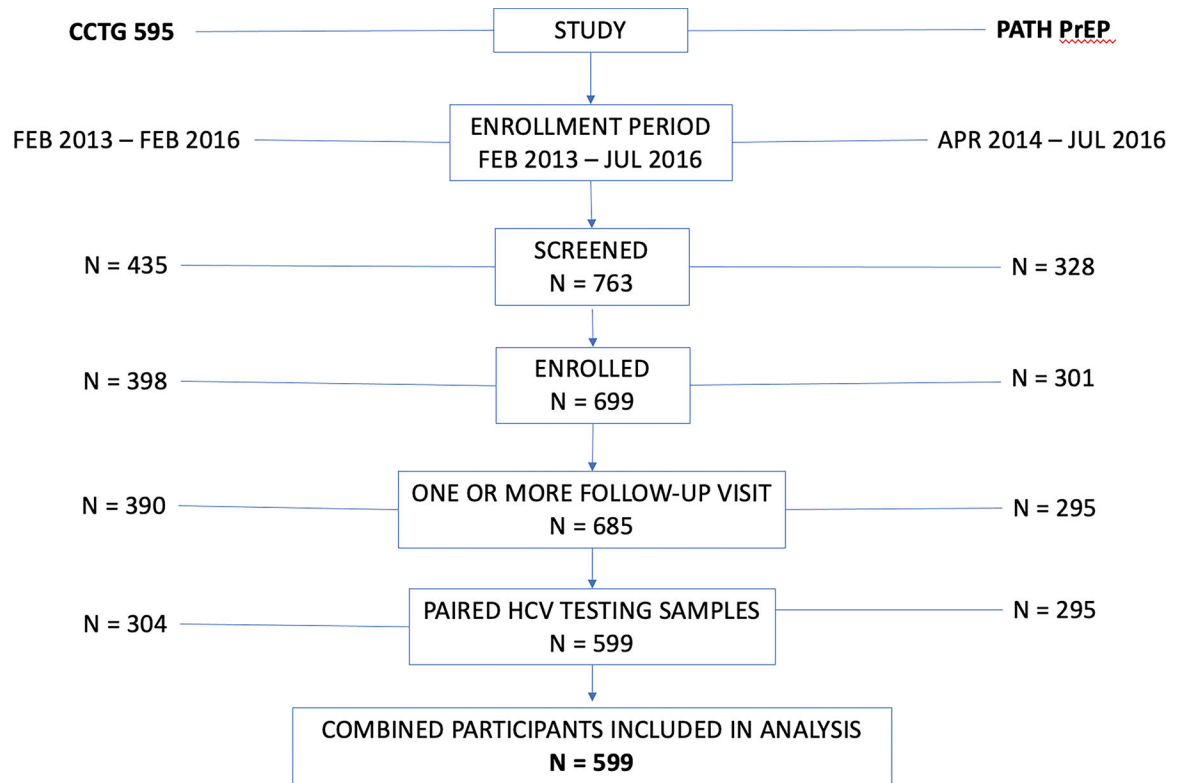 CCTG 595
STUDY
PATH PrEP
FEB 2013 – FEB 2016
ENROLLMENT PERIOD
FEB 2013 – JUL 2016
APR 2014 – JUL 2016
N = 435
SCREENED
N = 763
N = 328
N = 398
ENROLLED
N = 699
N = 301
N = 390
ONE OR MORE FOLLOW-UP VISIT
N = 685
N = 295
N = 304
PAIRED HCV TESTING SAMPLES
N = 599
N = 295
COMBINED PARTICIPANTS INCLUDED IN ANALYSIS
N = 599